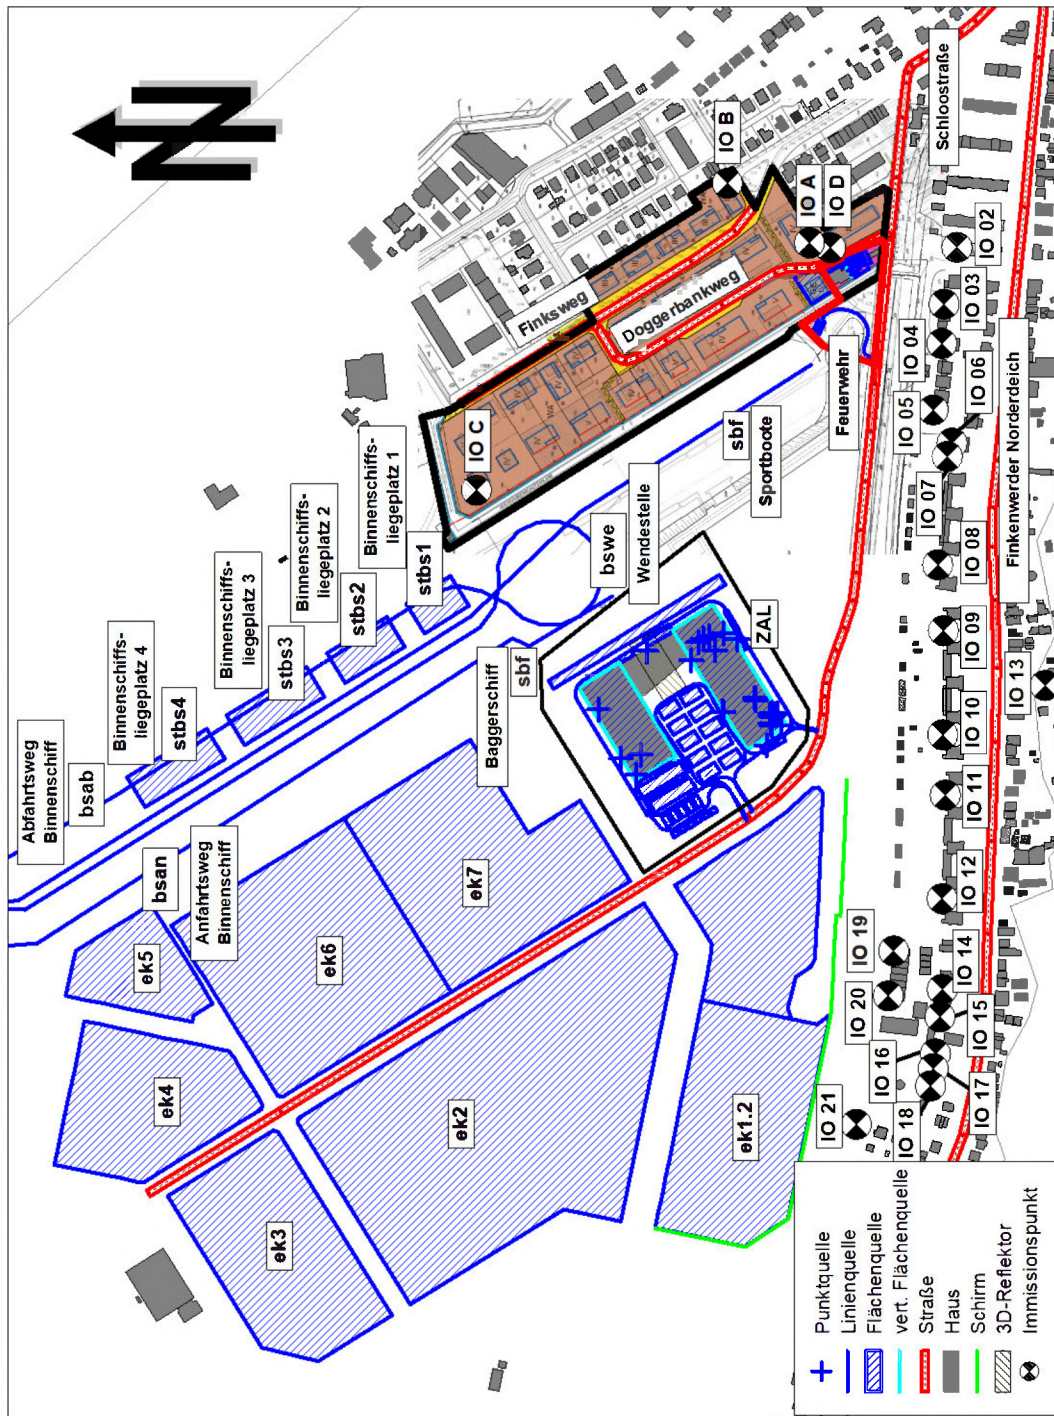 N
IO B
IO A
IO D
IO C
Finksweg
Doggerbankweg
Schloostraße
IO 02
IO 03
IO 04
IO 05
IO 06
IO 07
IO 08
IO 09
IO 10
IO 11
IO 12
IO 13
IO 14
IO 15
IO 16
IO 17
IO 18
IO 19
IO 20
IO 21
Finkenwerder Norderdeich
Feuerwehr
sbf
Sportboote
Binnenschiffs-
liegeplatz 1
stbs1
Binnenschiffs-
liegeplatz 2
stbs2
Binnenschiffs-
liegeplatz 3
stbs3
Binnenschiffs-
liegeplatz 4
stbs4
bswe
Wendestelle
Baggerschiff
sbf
ZAL
Abfahrtsweg
Binnenschiff
bsab
bsan
Anfahrtsweg
Binnenschiff
ek5
ek6
ek7
ek4
ek2
ek3
ek1.2
Punktquelle
Linienquelle
Flächenquelle
vert. Flächenquelle
Straße
Haus
Schirm
3D-Reflektor
Immissionspunkt